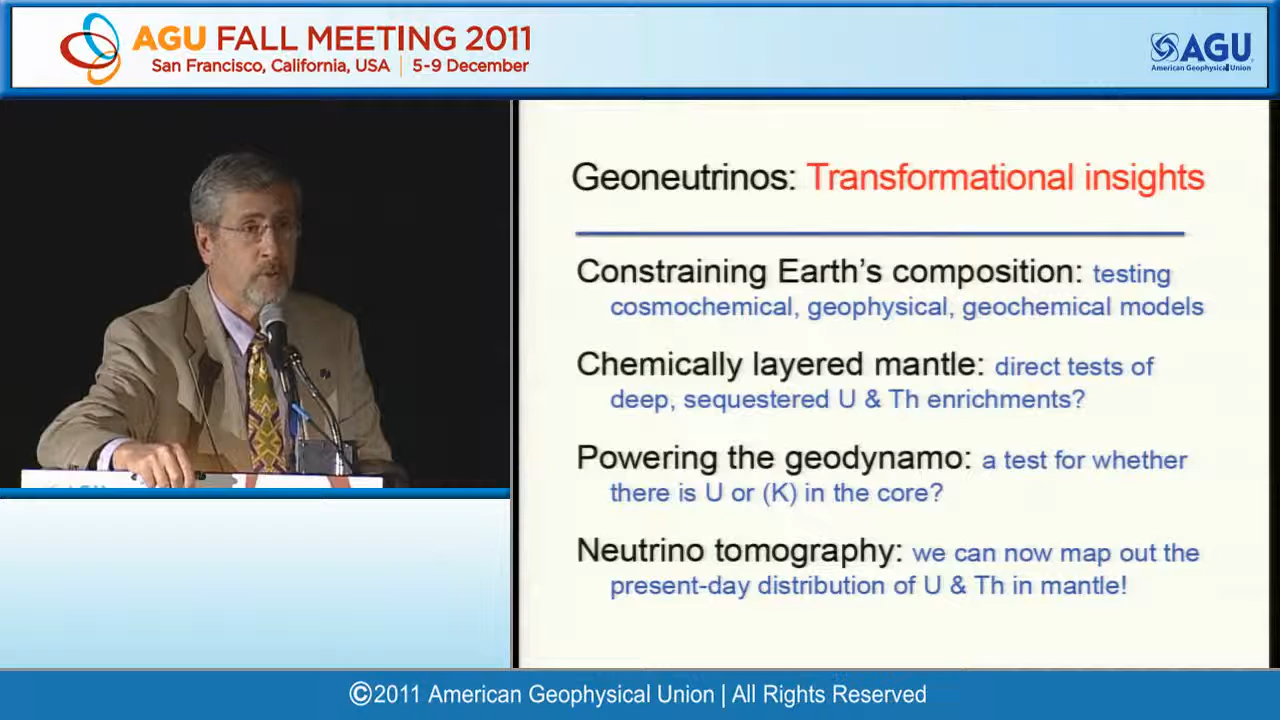 AGU FALL MEETING 2011
San Francisco, California, USA | 5-9 December
AGU
American Geophysical Union
Geoneutrinos: Transformational insights
Constraining Earth's composition: testing
cosmochemical, geophysical, geochemical models
Chemically layered mantle: direct tests of
deep, sequestered U & Th enrichments?
Powering the geodynamo: a test for whether
there is U or (K) in the core?
Neutrino tomography: we can now map out the
present-day distribution of U & Th in mantle!
AGU
©2011 American Geophysical Union | All Rights Reserved